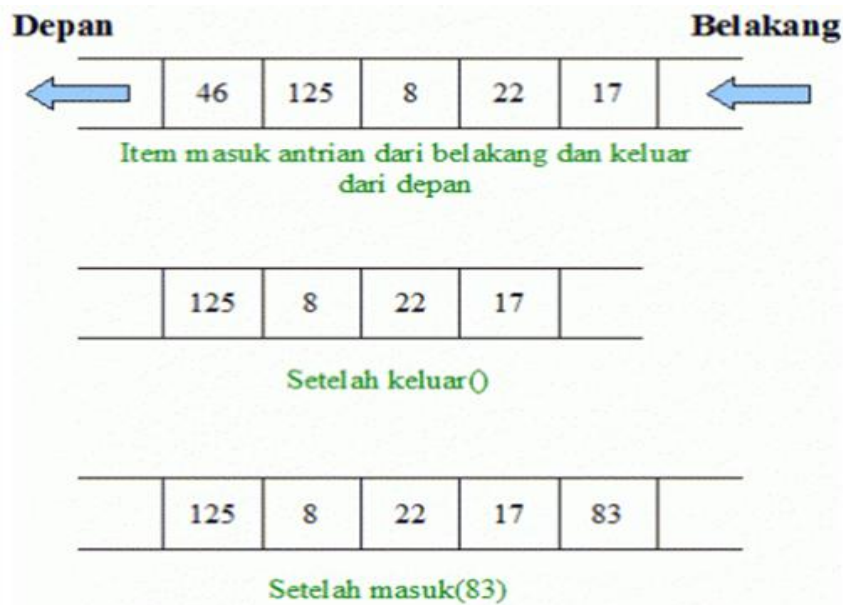 Depan Belakang
46 125 8 22 17
Item masuk antrian dari belakang dan keluar
dari depan
125 8 22 17
Setelah keluar()
125 8 22 17 83
Setelah masuk(83)